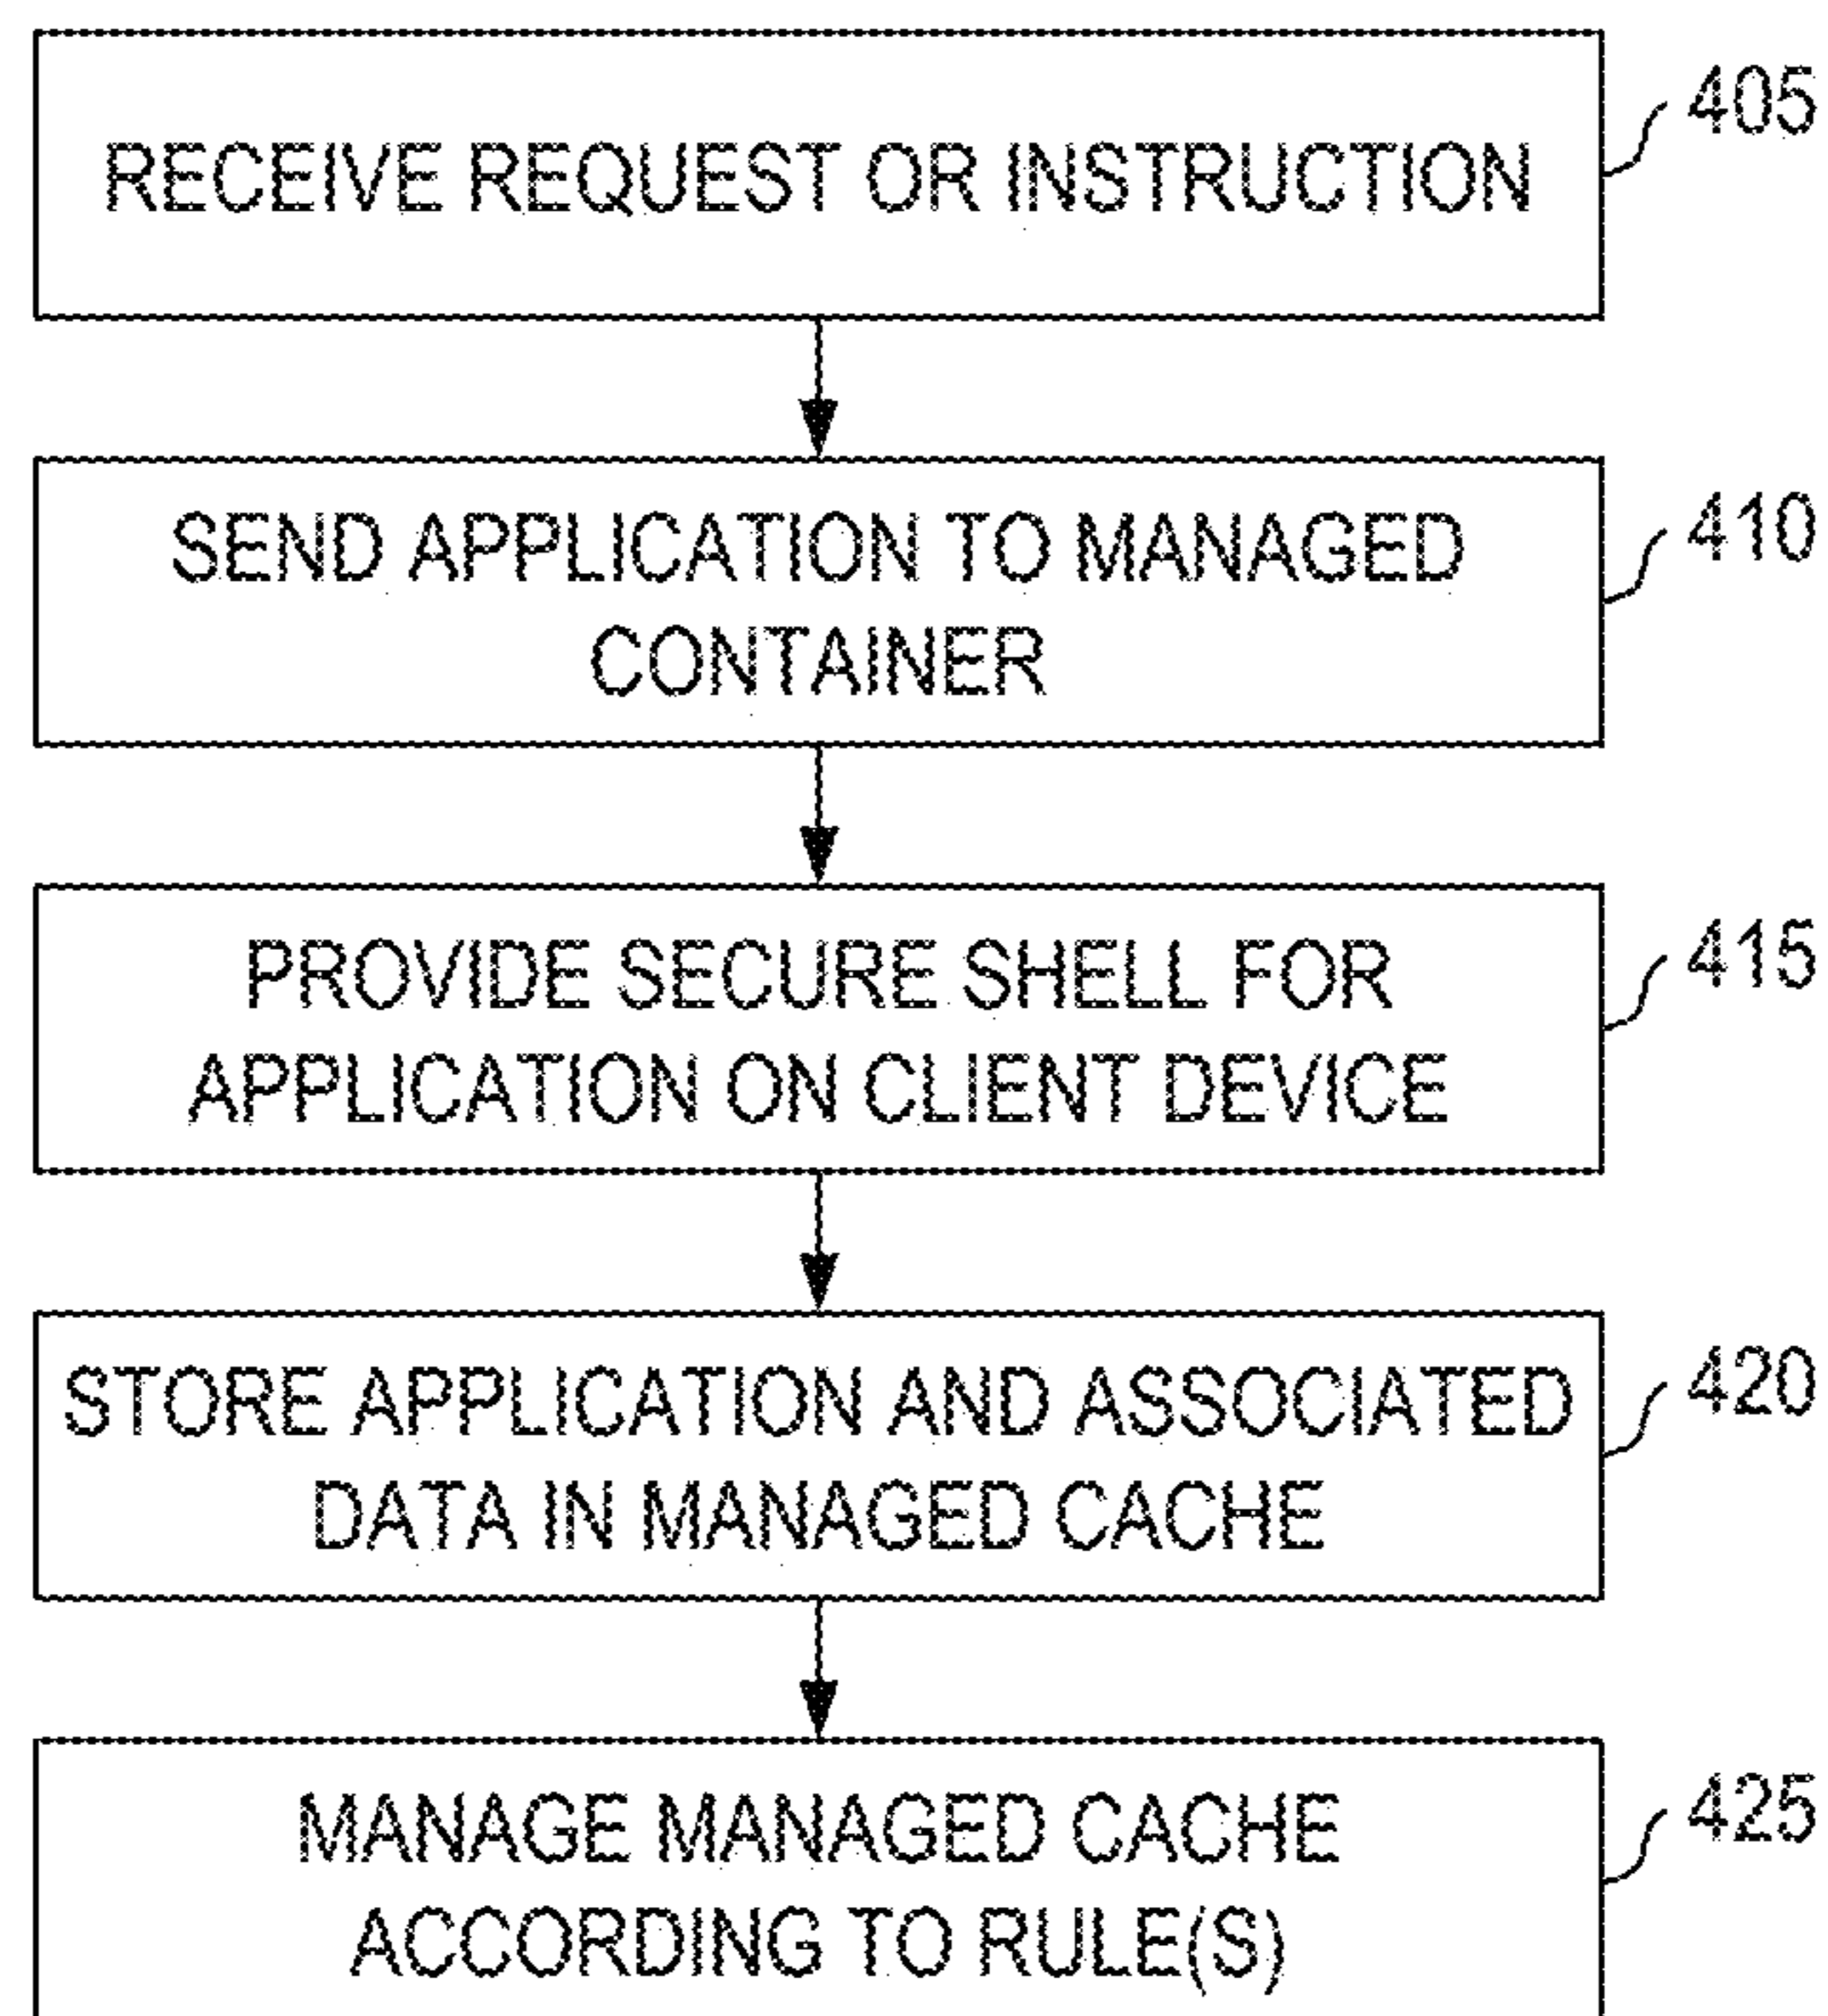 RECEIVE REQUEST OR INSTRUCTION
405
SEND APPLICATION TO MANAGED
CONTAINER
410
PROVIDE SECURE SHELL FOR
APPLICATION ON CLIENT DEVICE
415
STORE APPLICATION AND ASSOCIATED
DATA IN MANAGED CACHE
420
MANAGE MANAGED CACHE
ACCORDING TO RULE(S)
425